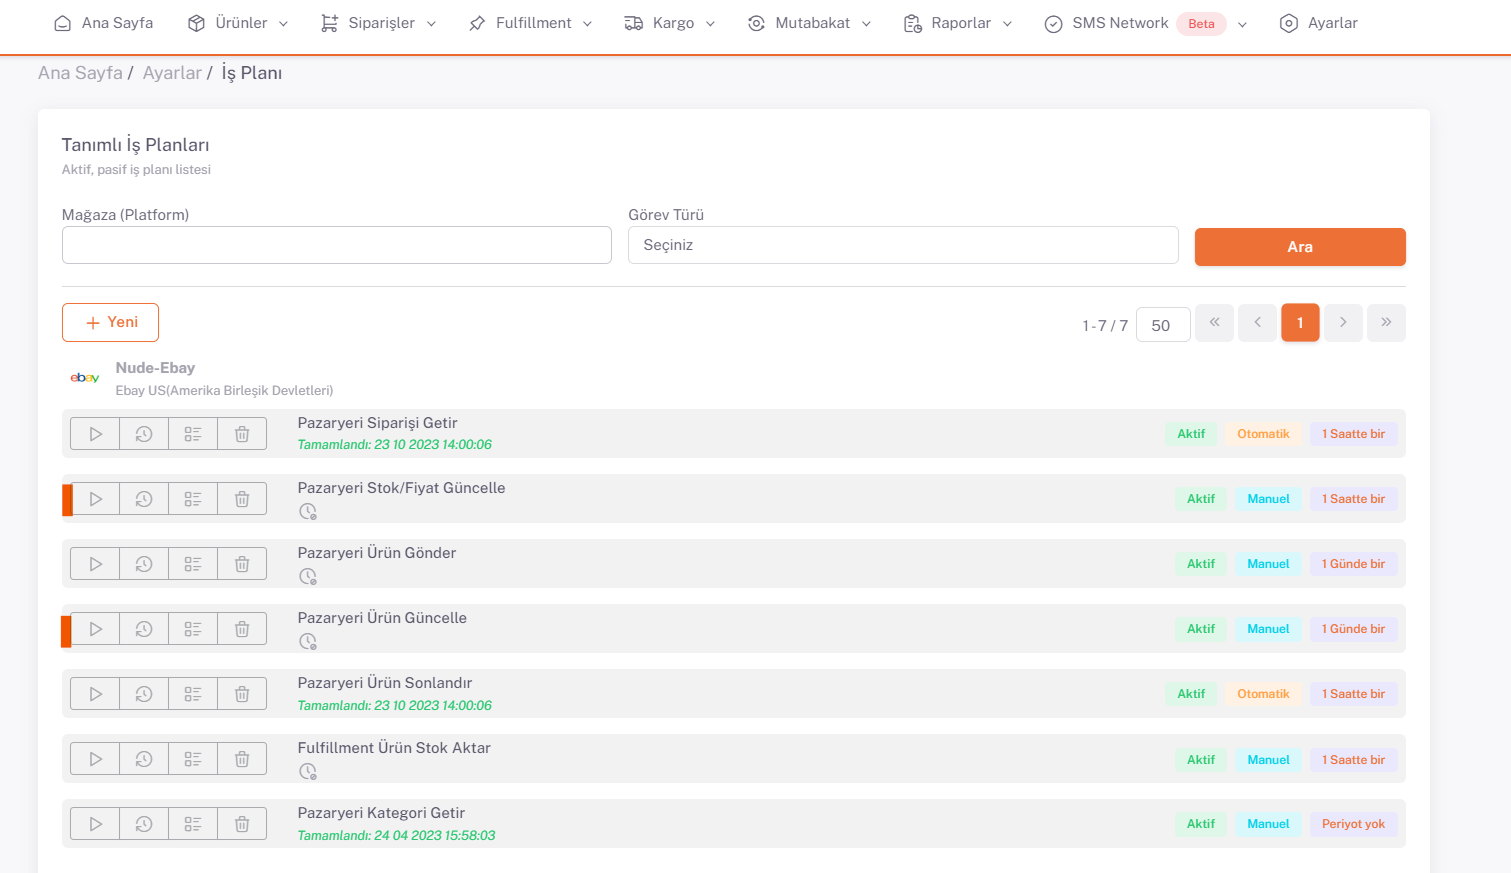 Ana Sayfa
Ürünler
Siparişler
Fulfillment
Kargo
Mutabakat
Raporlar
SMS Network Beta
Ayarlar
Ana Sayfa / Ayarlar / İş Planı
Tanımlı İş Planları
Aktif, pasif iş planı listesi
Mağaza (Platform)
Görev Türü
Seçiniz
Ara
+ Yeni
1 - 7 / 7
50
«
‹
1
›
»
ebay
Nude-Ebay
Ebay US(Amerika Birleşik Devletleri)
Pazaryeri Siparişi Getir
Tamamlandı: 23 10 2023 14:00:06
Aktif Otomatik 1 Saatte bir
Pazaryeri Stok/Fiyat Güncelle
Aktif Manuel 1 Saatte bir
Pazaryeri Ürün Gönder
Aktif Manuel 1 Günde bir
Pazaryeri Ürün Güncelle
Aktif Manuel 1 Günde bir
Pazaryeri Ürün Sonlandır
Tamamlandı: 23 10 2023 14:00:06
Aktif Otomatik 1 Saatte bir
Fulfillment Ürün Stok Aktar
Aktif Manuel 1 Saatte bir
Pazaryeri Kategori Getir
Tamamlandı: 24 04 2023 15:58:03
Aktif Manuel Periyot yok